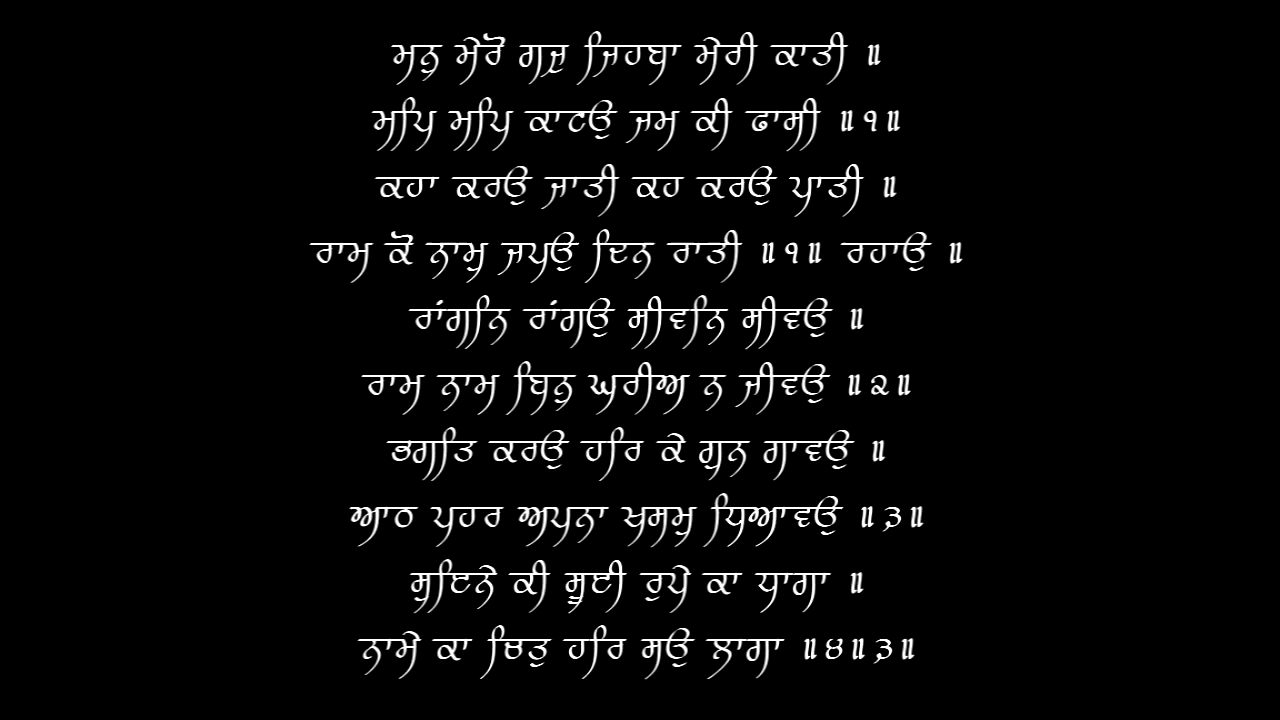 ਮਨੁ ਮੇਰੋ ਗਜੁ ਜਿਹਬਾ ਮੇਰੀ ਕਾਤੀ ॥
ਮਪਿ ਮਪਿ ਕਾਟਉ ਜਮ ਕੀ ਫਾਸੀ ॥੧॥
ਕਹਾ ਕਰਉ ਜਾਤੀ ਕਹ ਕਰਉ ਪਾਤੀ ॥
ਰਾਮ ਕੋ ਨਾਮੁ ਜਪਉ ਦਿਨ ਰਾਤੀ ॥੧॥ ਰਹਾਉ ॥
ਰਾਂਗਨਿ ਰਾਂਗਉ ਸੀਵਨਿ ਸੀਵਉ ॥
ਰਾਮ ਨਾਮ ਬਿਨੁ ਘਰੀਅ ਨ ਜੀਵਉ ॥੨॥
ਭਗਤਿ ਕਰਉ ਹਰਿ ਕੇ ਗੁਨ ਗਾਵਉ ॥
ਆਠ ਪਹਰ ਅਪਨਾ ਖਸਮੁ ਧਿਆਵਉ ॥੩॥
ਸੁਇਨੇ ਕੀ ਸੂਈ ਰੁਪੇ ਕਾ ਧਾਗਾ ॥
ਨਾਮੇ ਕਾ ਚਿਤੁ ਹਰਿ ਸਉ ਲਾਗਾ ॥੪॥੩॥